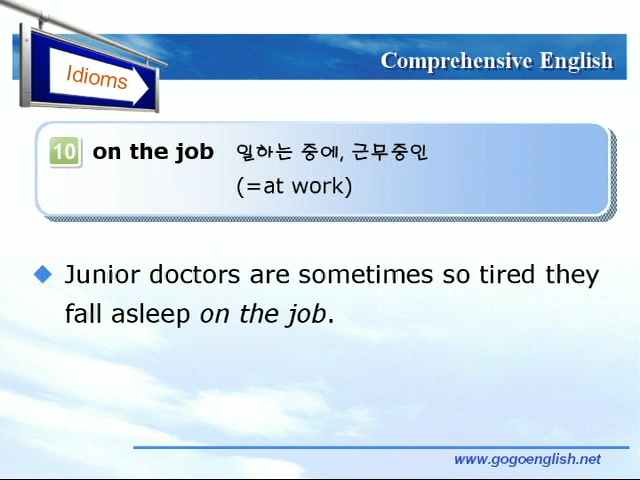 Idioms
Comprehensive English
10 on the job 일하는 중에, 근무중인
(=at work)
Junior doctors are sometimes so tired they
fall asleep on the job.
www.gogoenglish.net